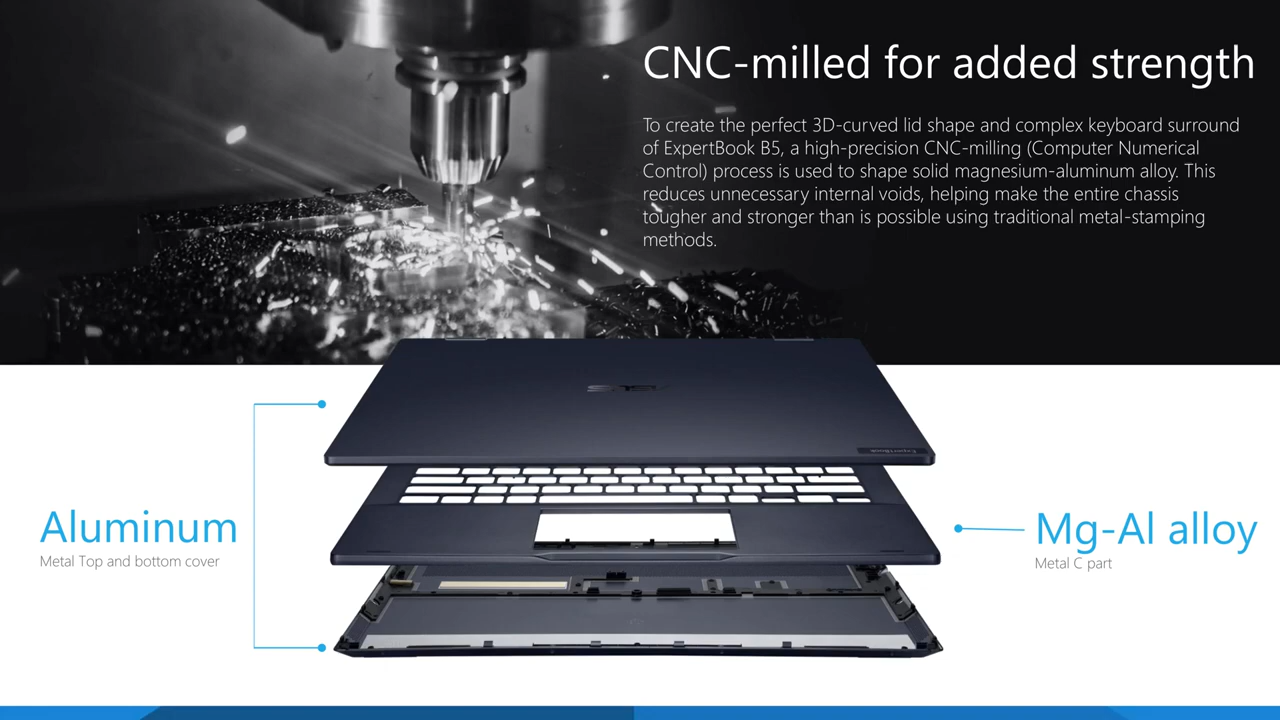 CNC-milled for added strength
To create the perfect 3D-curved lid shape and complex keyboard surround
of ExpertBook B5, a high-precision CNC-milling (Computer Numerical
Control) process is used to shape solid magnesium-aluminum alloy. This
reduces unnecessary internal voids, helping make the entire chassis
tougher and stronger than is possible using traditional metal-stamping
methods.
ASUS
ExpertBook
Aluminum
Metal Top and bottom cover
Mg-Al alloy
Metal C part